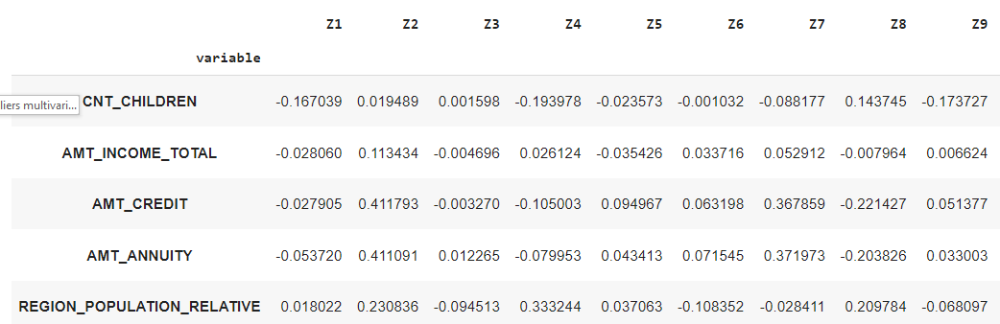 Z1 Z2 Z3 Z4 Z5 Z6 Z7 Z8 Z9
variable
liers multivari...
CNT_CHILDREN -0.167039 0.019489 0.001598 -0.193978 -0.023573 -0.001032 -0.088177 0.143745 -0.173727
AMT_INCOME_TOTAL -0.028060 0.113434 -0.004696 0.026124 -0.035426 0.033716 0.052912 -0.007964 0.006624
AMT_CREDIT -0.027905 0.411793 -0.003270 -0.105003 0.094967 0.063198 0.367859 -0.221427 0.051377
AMT_ANNUITY -0.053720 0.411091 0.012265 -0.079953 0.043413 0.071545 0.371973 -0.203826 0.033003
REGION_POPULATION_RELATIVE 0.018022 0.230836 -0.094513 0.333244 0.037063 -0.108352 -0.028411 0.209784 -0.068097